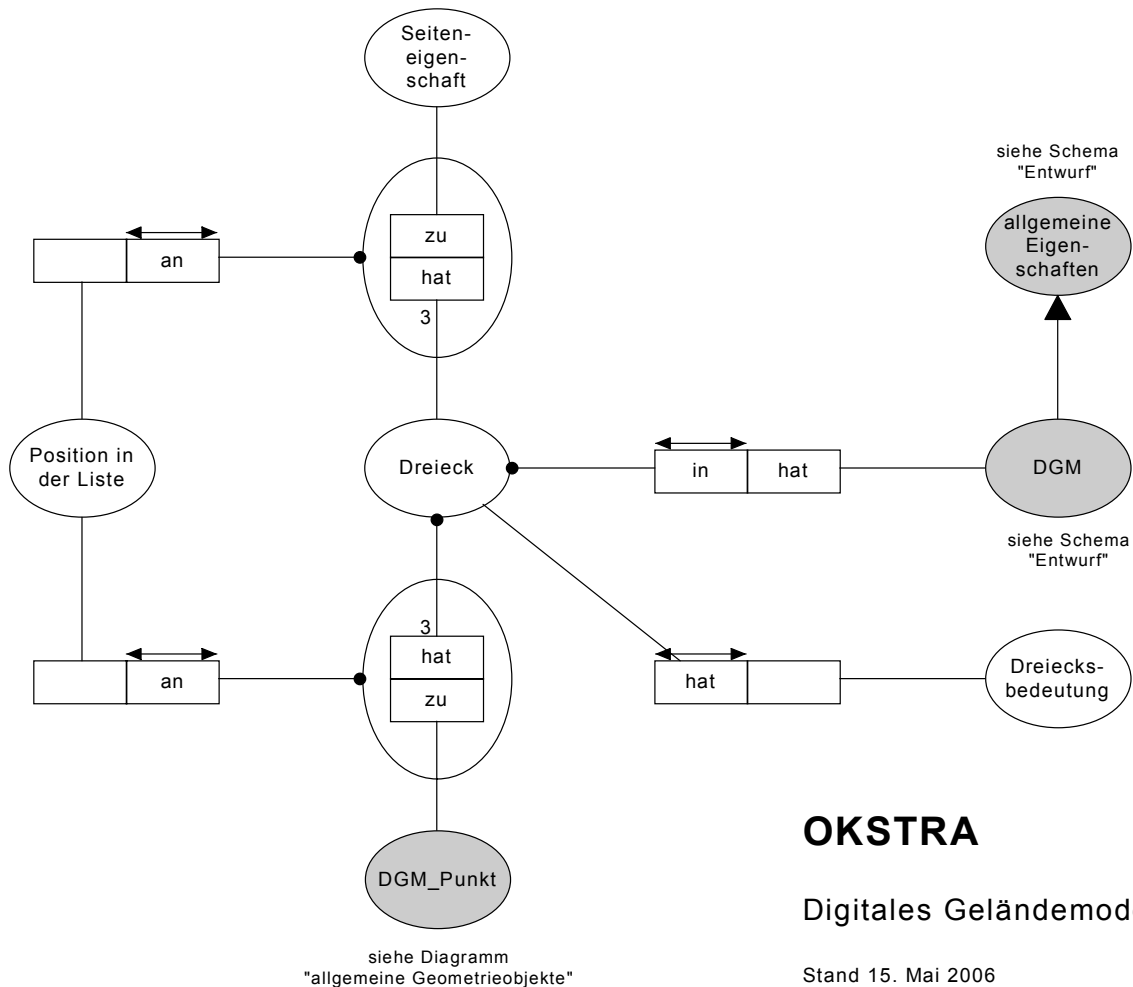 Seiten-
eigen-
schaft
siehe Schema
"Entwurf"
allgemeine
Eigen-
schaften
zu
hat
3
an
Position in
der Liste
Dreieck
in
hat
DGM
siehe Schema
"Entwurf"
3
hat
zu
an
hat
Dreiecks-
bedeutung
DGM_Punkt
siehe Diagramm
"allgemeine Geometrieobjekte"
OKSTRA
Digitales Geländemod
Stand 15. Mai 2006